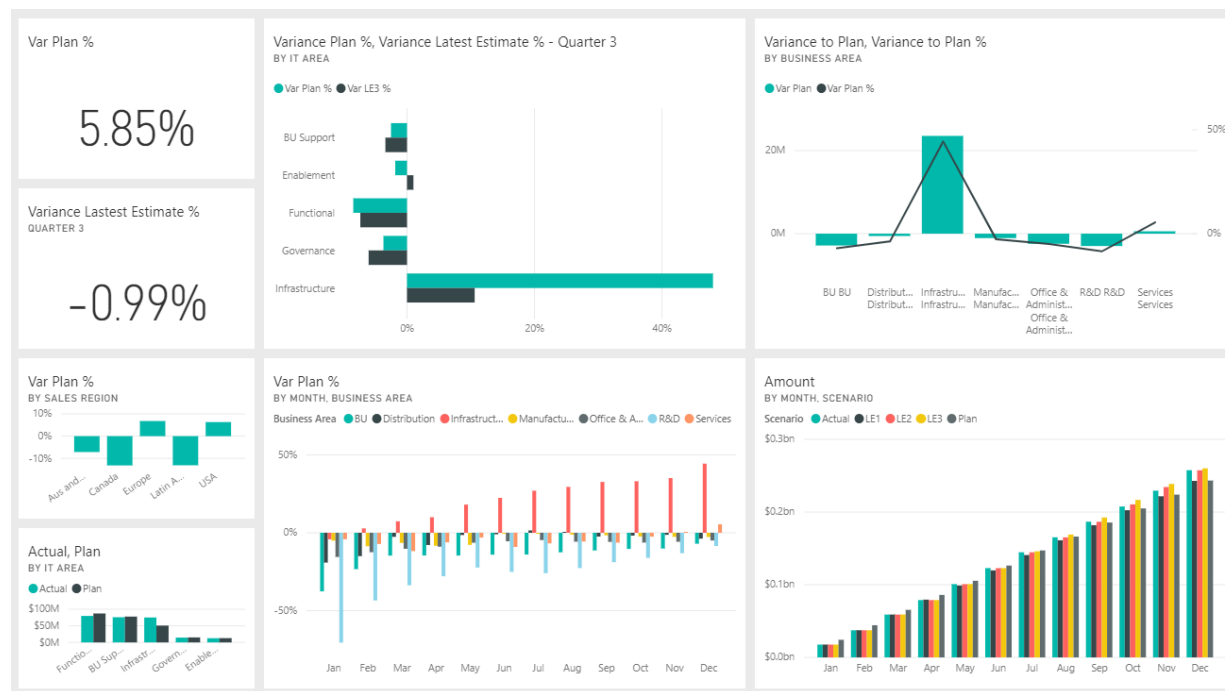 Var Plan %
5.85%
Variance Lastest Estimate %
QUARTER 3
-0.99%
Var Plan %
BY SALES REGION
10%
0%
-10%
Aus and...
Canada
Europe
Latin A...
USA
Actual, Plan
BY IT AREA
Actual Plan
$100M
$50M
$0M
Functio...
BU Sup...
Infrastr...
Govern...
Enable...
Variance Plan %, Variance Latest Estimate % - Quarter 3
BY IT AREA
Var Plan % Var LE3 %
BU Support
Enablement
Functional
Governance
Infrastructure
0% 20% 40%
Var Plan %
BY MONTH, BUSINESS AREA
Business Area BU Distribution Infrastruct... Manufactu... Office & A... R&D Services
50%
0%
-50%
Jan Feb Mar Apr May Jun Jul Aug Sep Oct Nov Dec
Variance to Plan, Variance to Plan %
BY BUSINESS AREA
Var Plan Var Plan %
50%
20M
0M 0%
BU BU Distribut... Infrastru... Manufac... Office & R&D R&D Services
Distribut... Infrastru... Manufac... Administ... Services
Office &
Administ...
Amount
BY MONTH, SCENARIO
Scenario Actual LE1 LE2 LE3 Plan
$0.3bn
$0.2bn
$0.1bn
$0.0bn
Jan Feb Mar Apr May Jun Jul Aug Sep Oct Nov Dec